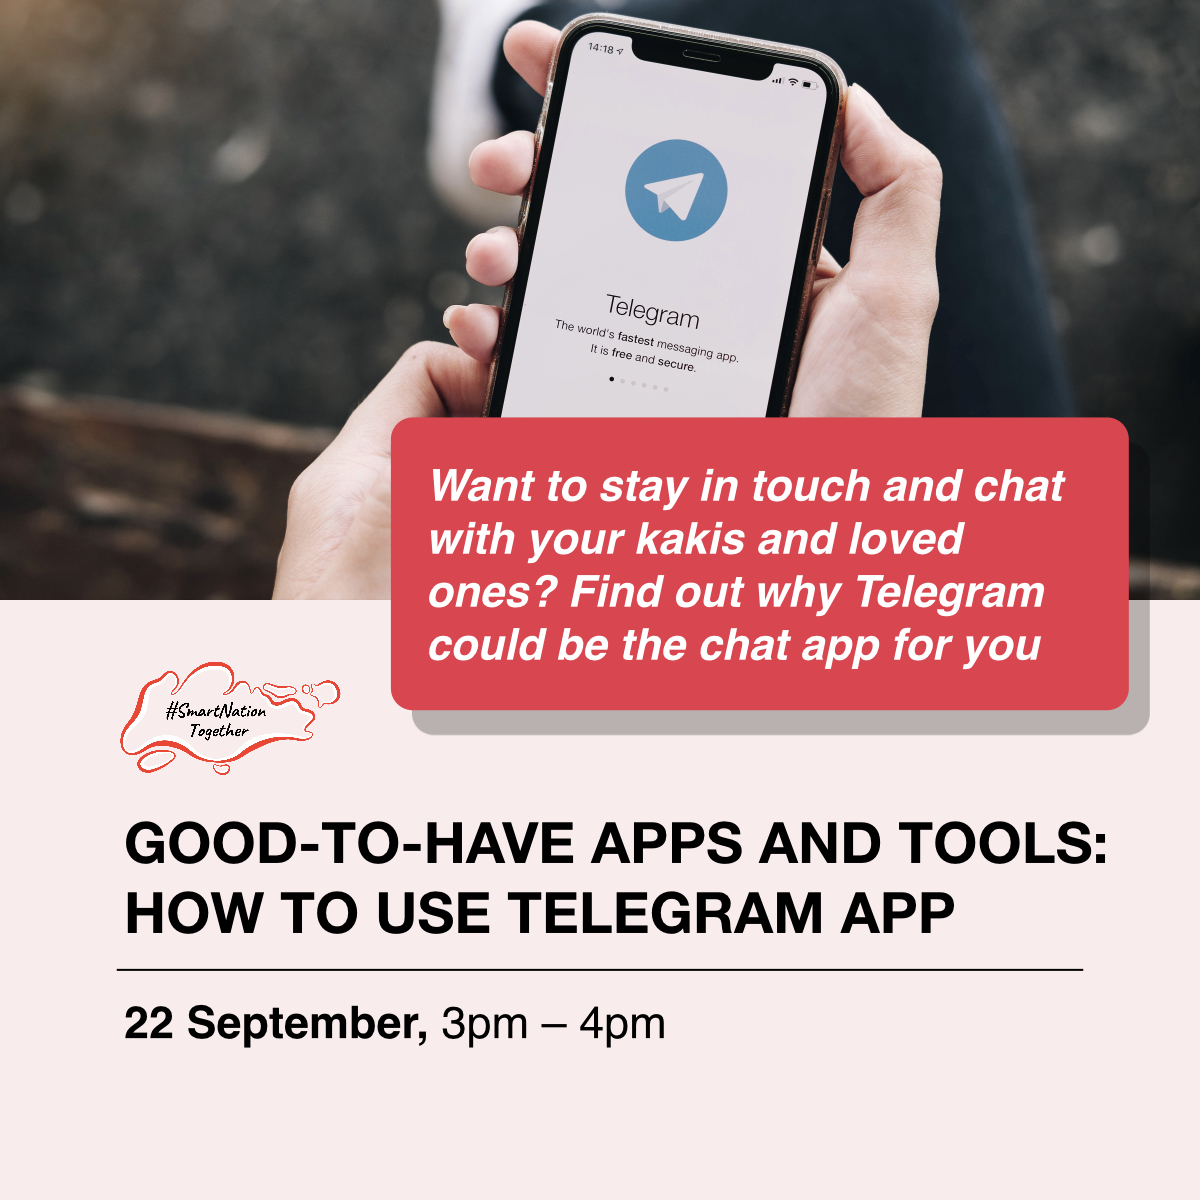 14:18
Telegram
The world's fastest messaging app.
It is free and secure.
Want to stay in touch and chat
with your kakis and loved
ones? Find out why Telegram
could be the chat app for you
#SmartNation
Together
GOOD-TO-HAVE APPS AND TOOLS:
HOW TO USE TELEGRAM APP
22 September, 3pm – 4pm